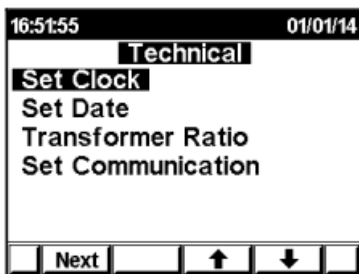 16:51:55 01/01/14
Technical
Set Clock
Set Date
Transformer Ratio
Set Communication
Next